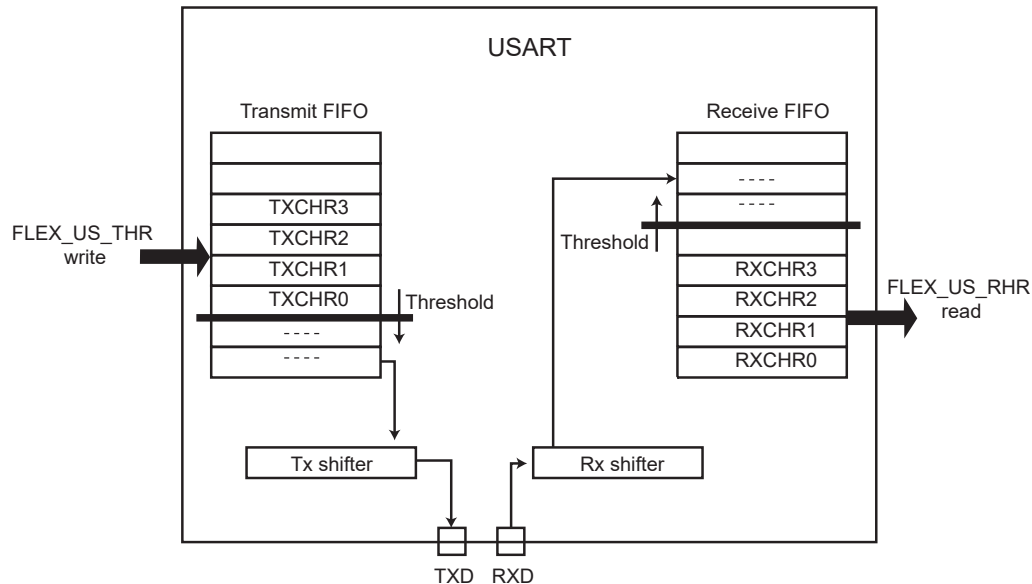 USART
Transmit FIFO
Receive FIFO
TXCHR3
TXCHR2
TXCHR1
TXCHR0
- - - -
- - - -
FLEX_US_THR
write
Threshold
- - - -
- - - -
Threshold
RXCHR3
RXCHR2
RXCHR1
RXCHR0
FLEX_US_RHR
read
Tx shifter
Rx shifter
TXD
RXD